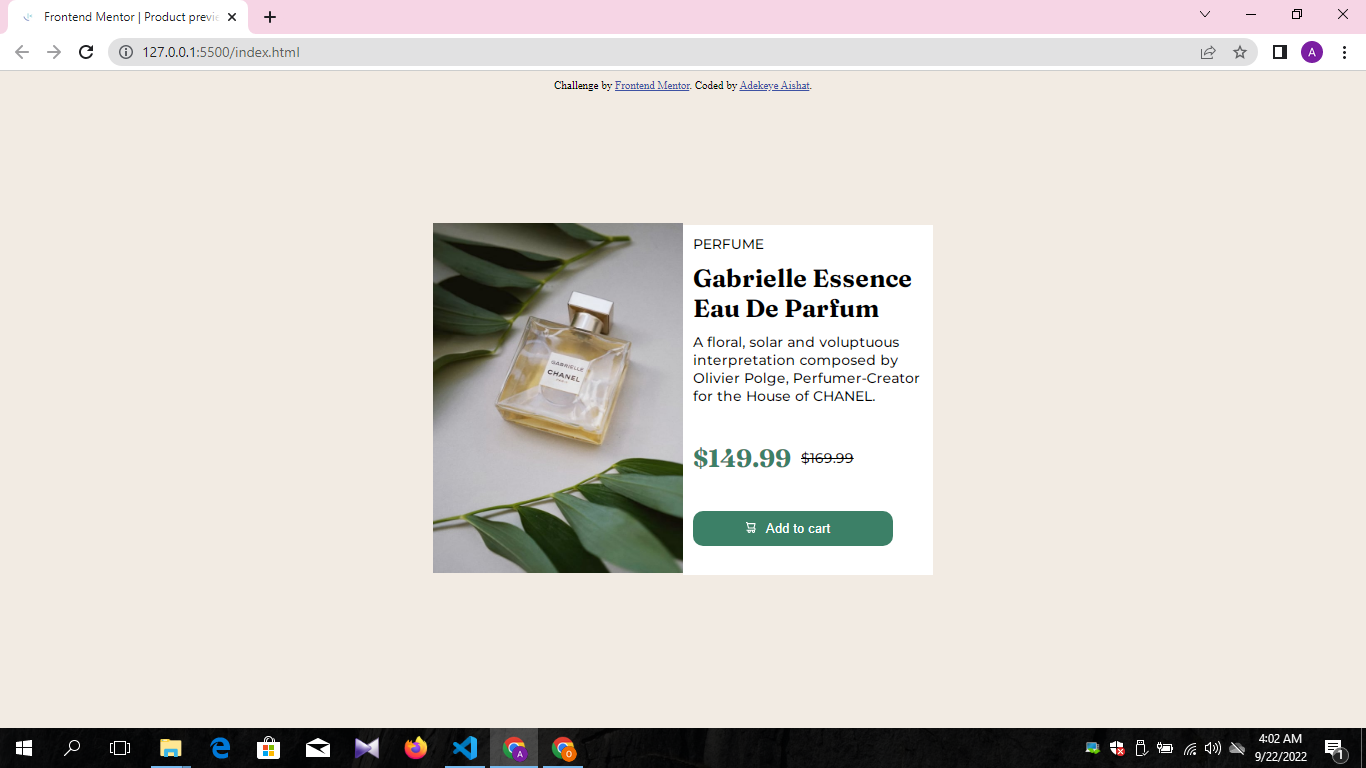 Frontend Mentor | Product previe
127.0.0.1:5500/index.html
A
Challenge by Frontend Mentor. Coded by Adekeye Aishat.
GABRIELLE
CHANEL
PARIS
PERFUME
Gabrielle Essence
Eau De Parfum
A floral, solar and voluptuous
interpretation composed by
Olivier Polge, Perfumer-Creator
for the House of CHANEL.
$149.99 $169.99
Add to cart
A
O
4:02 AM
9/22/2022
1